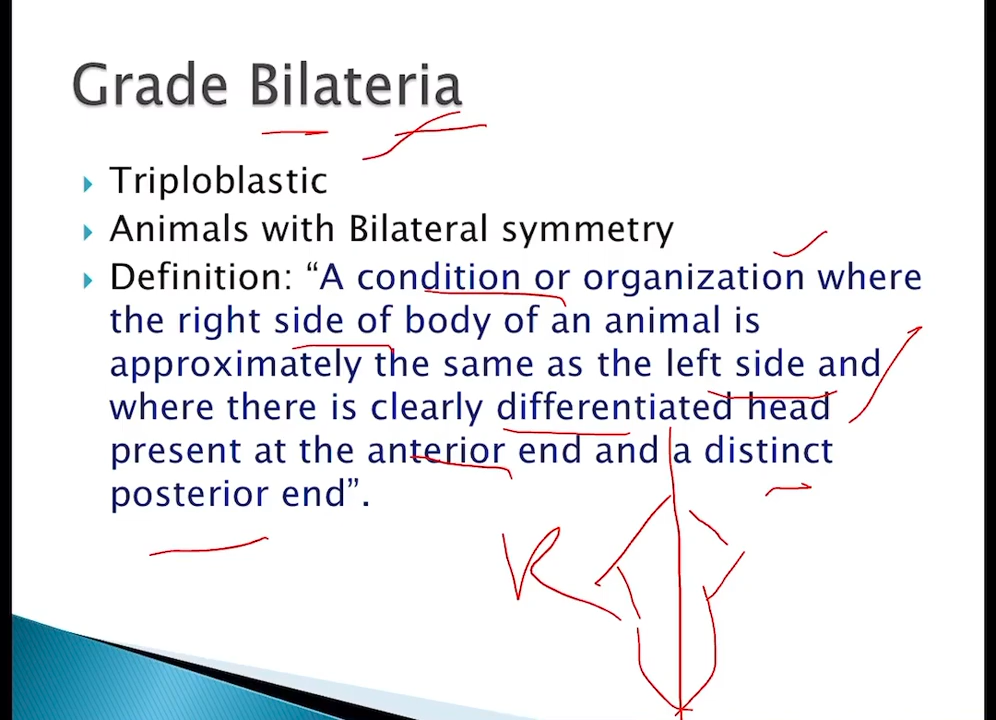 Grade Bilateria
Triploblastic
Animals with Bilateral symmetry
Definition: “A condition or organization where
the right side of body of an animal is
approximately the same as the left side and
where there is clearly differentiated head
present at the anterior end and a distinct
posterior end”.
R